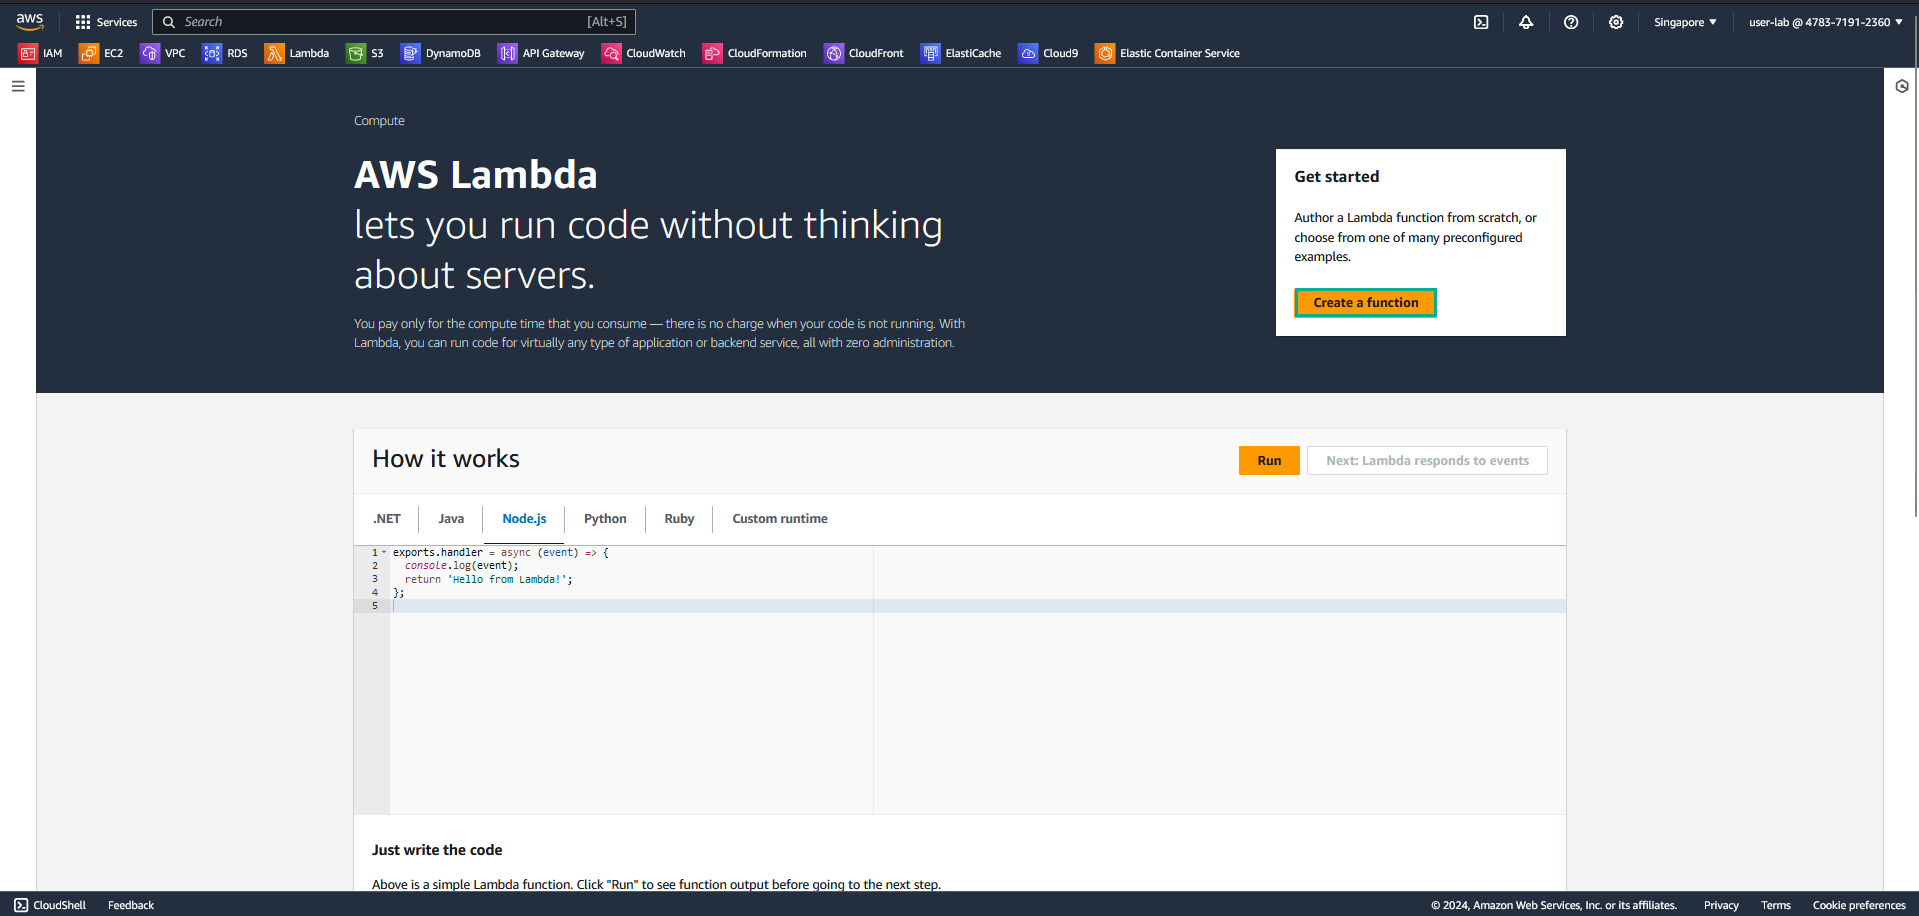 aws
Services
Search [Alt+S]
Singapore
user-lab @ 4783-7191-2360
IAM EC2 VPC RDS Lambda S3 DynamoDB API Gateway CloudWatch CloudFormation CloudFront ElastiCache Cloud9 Elastic Container Service
Compute
AWS Lambda
lets you run code without thinking
about servers.
You pay only for the compute time that you consume — there is no charge when your code is not running. With
Lambda, you can run code for virtually any type of application or backend service, all with zero administration.
Get started
Author a Lambda function from scratch, or
choose from one of many preconfigured
examples.
Create a function
How it works
Run
Next: Lambda responds to events
.NET Java Node.js Python Ruby Custom runtime
1 exports.handler = async (event) => {
2 console.log(event);
3 return 'Hello from Lambda!';
4 };
5
Just write the code
Above is a simple Lambda function. Click "Run" to see function output before going to the next step.
CloudShell Feedback
© 2024, Amazon Web Services, Inc. or its affiliates. Privacy Terms Cookie preferences